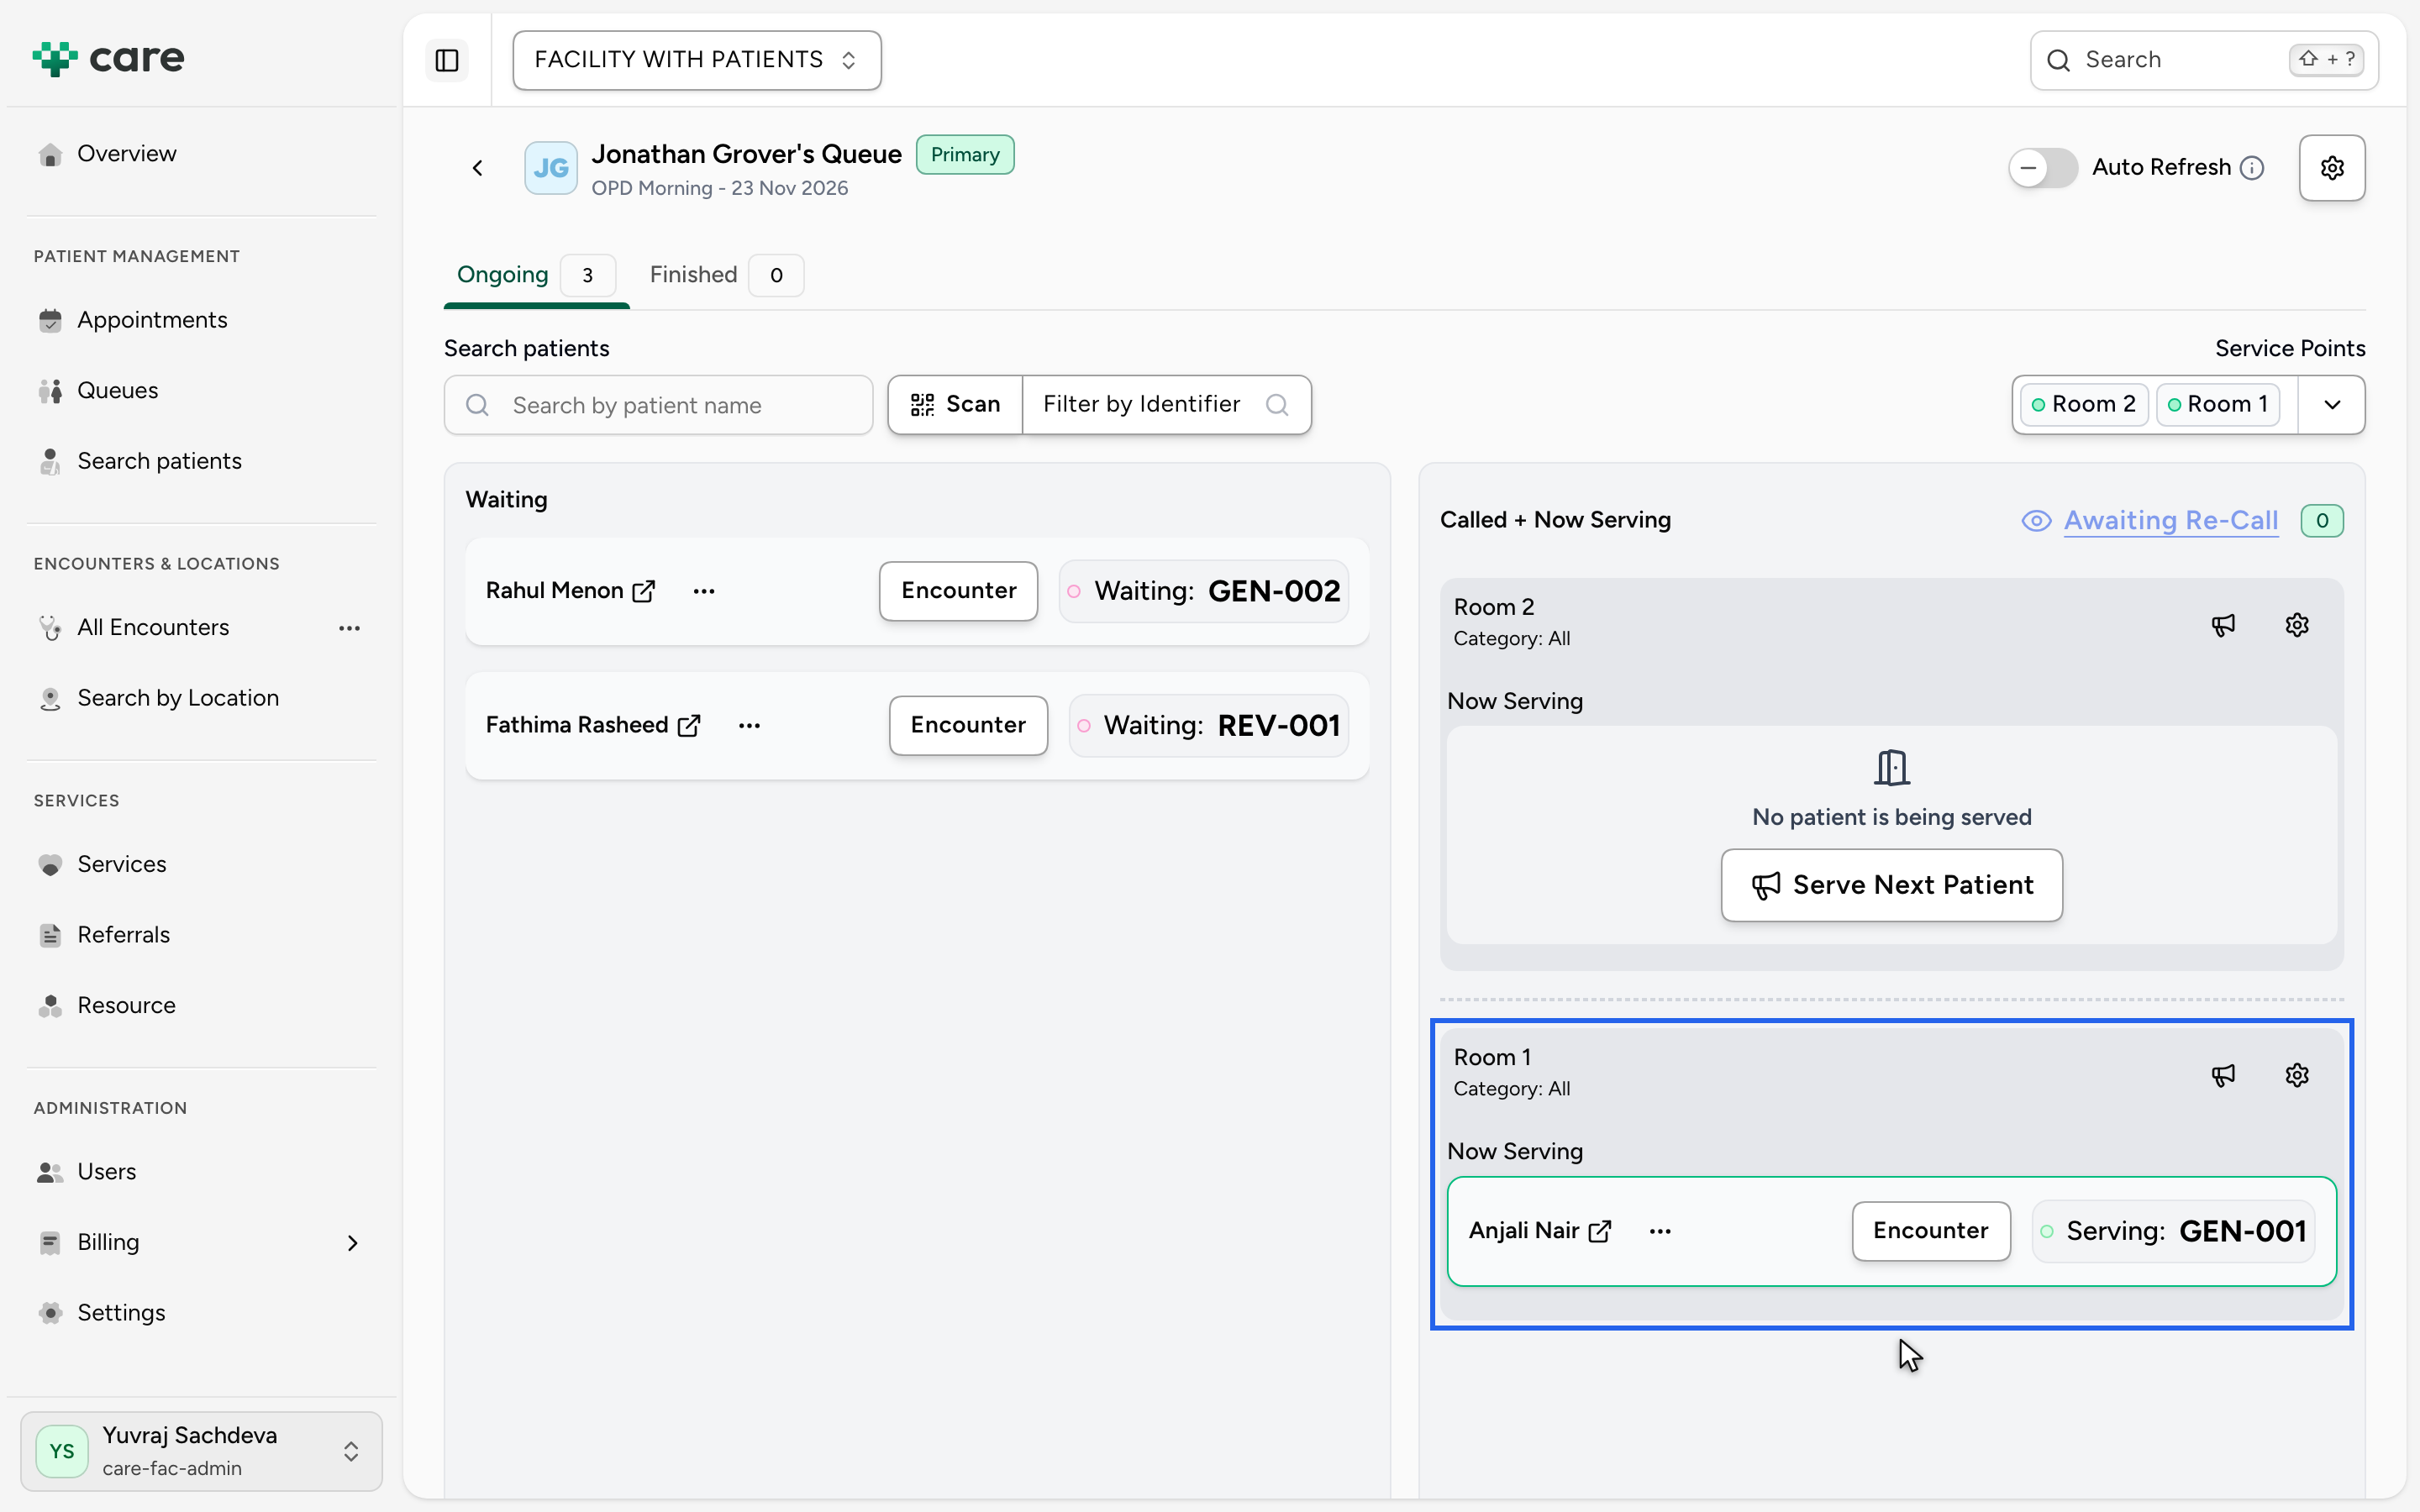 care
FACILITY WITH PATIENTS
Search
+ ?
Overview
PATIENT MANAGEMENT
Appointments
Queues
Search patients
ENCOUNTERS & LOCATIONS
All Encounters
Search by Location
SERVICES
Services
Referrals
Resource
ADMINISTRATION
Users
Billing
Settings
YS
Yuvraj Sachdeva
care-fac-admin
JG
Jonathan Grover's Queue
Primary
OPD Morning - 23 Nov 2026
Auto Refresh
Ongoing 3
Finished 0
Search patients
Search by patient name
Scan
Filter by Identifier
Service Points
Room 2
Room 1
Waiting
Rahul Menon
Encounter
Waiting: GEN-002
Fathima Rasheed
Encounter
Waiting: REV-001
Called + Now Serving
Awaiting Re-Call
0
Room 2
Category: All
Now Serving
No patient is being served
Serve Next Patient
Room 1
Category: All
Now Serving
Anjali Nair
Encounter
Serving: GEN-001